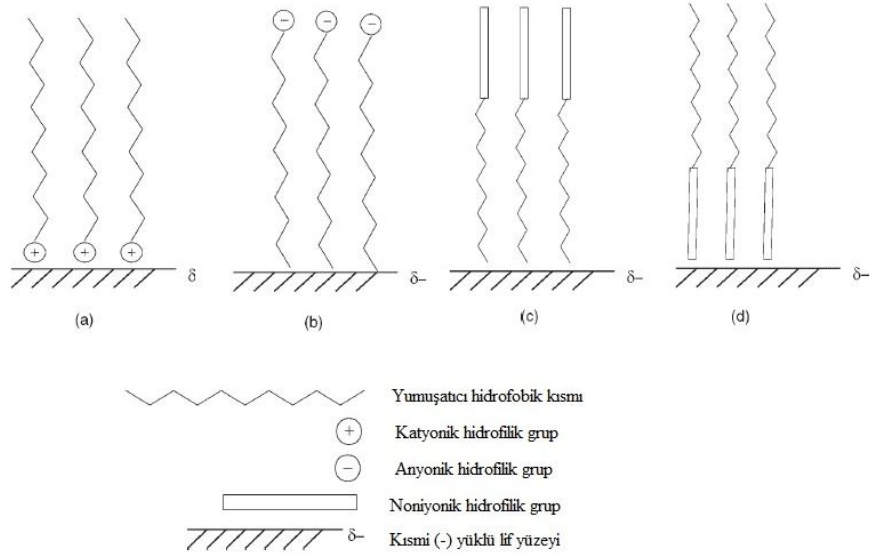 δ
(a)
δ–
(b)
δ–
(c)
δ–
(d)
Yumuşatıcı hidrofobik kısmı
+ Katyonik hidrofilik grup
− Anyonik hidrofilik grup
Noniyonik hidrofilik grup
δ– Kısmi (-) yüklü lif yüzeyi